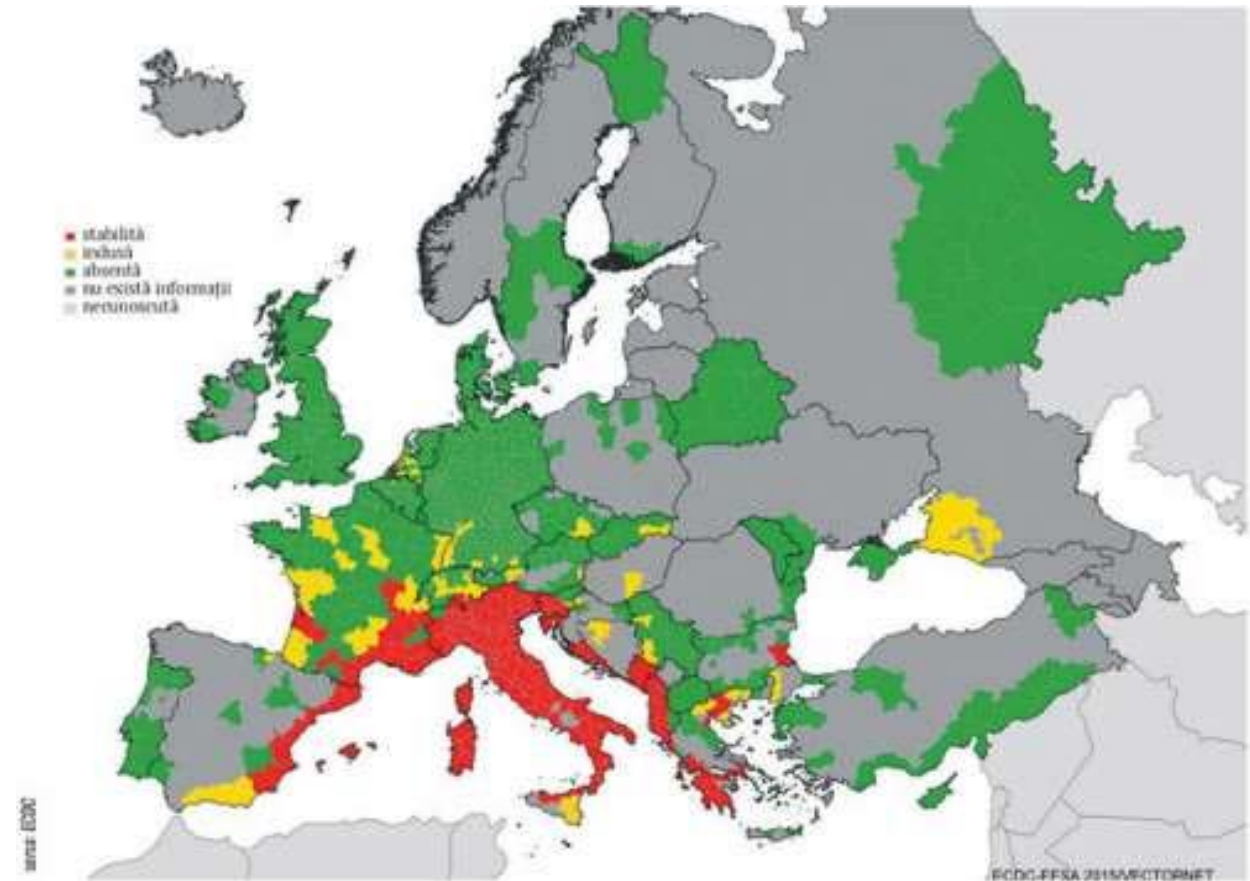 stabilită
indusă
absentă
nu există informații
necunoscută
sursa: ECDC
ECDC-EFSA 2015/VECTORNET